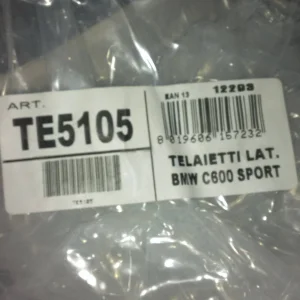 ART.
TE5105
EAN 13
12293
8 019606 157232
TELAIETTI LAT.
BMW C600 SPORT